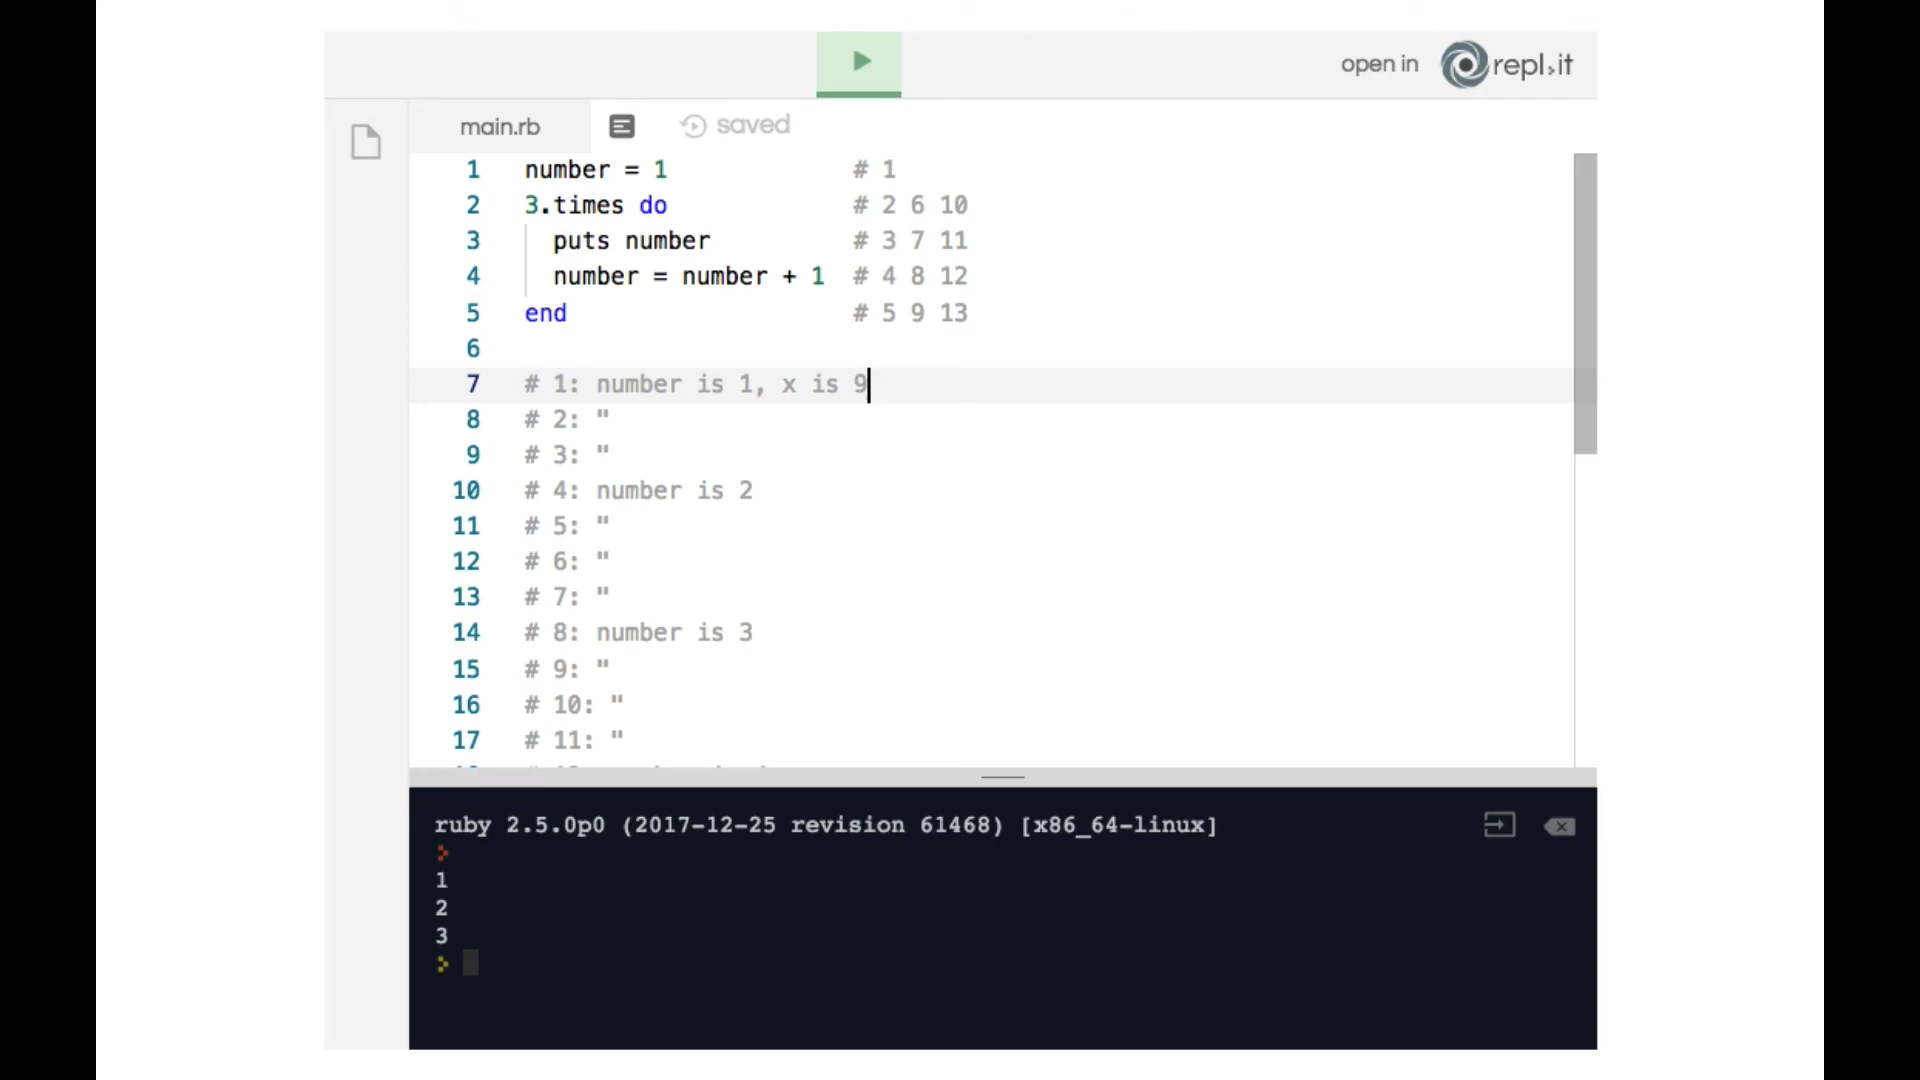 open in repl.it
main.rb saved
1 number = 1 # 1
2 3.times do # 2 6 10
3 puts number # 3 7 11
4 number = number + 1 # 4 8 12
5 end # 5 9 13
6
7 # 1: number is 1, x is 9
8 # 2: "
9 # 3: "
10 # 4: number is 2
11 # 5: "
12 # 6: "
13 # 7: "
14 # 8: number is 3
15 # 9: "
16 # 10: "
17 # 11: "
ruby 2.5.0p0 (2017-12-25 revision 61468) [x86_64-linux]
>
1
2
3
>